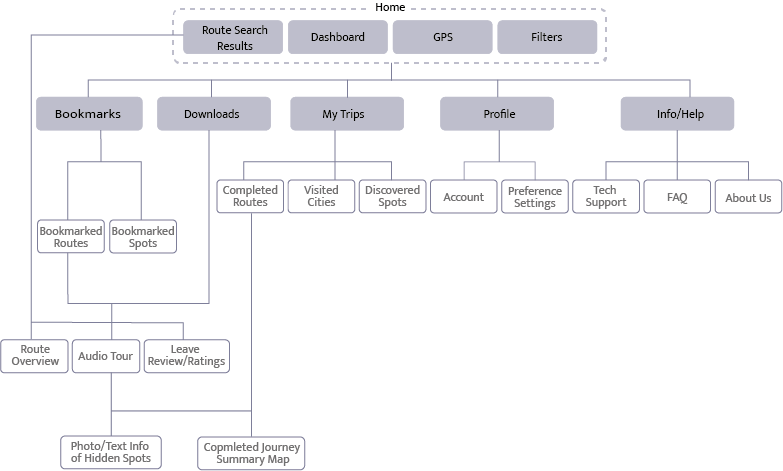 Home
Route Search
Results
Dashboard
GPS
Filters
Bookmarks
Downloads
My Trips
Profile
Info/Help
Completed
Routes
Visited
Cities
Discovered
Spots
Account
Preference
Settings
Tech
Support
FAQ
About Us
Bookmarked
Routes
Bookmarked
Spots
Route
Overview
Audio Tour
Leave
Review/Ratings
Photo/Text Info
of Hidden Spots
Copmleted Journey
Summary Map